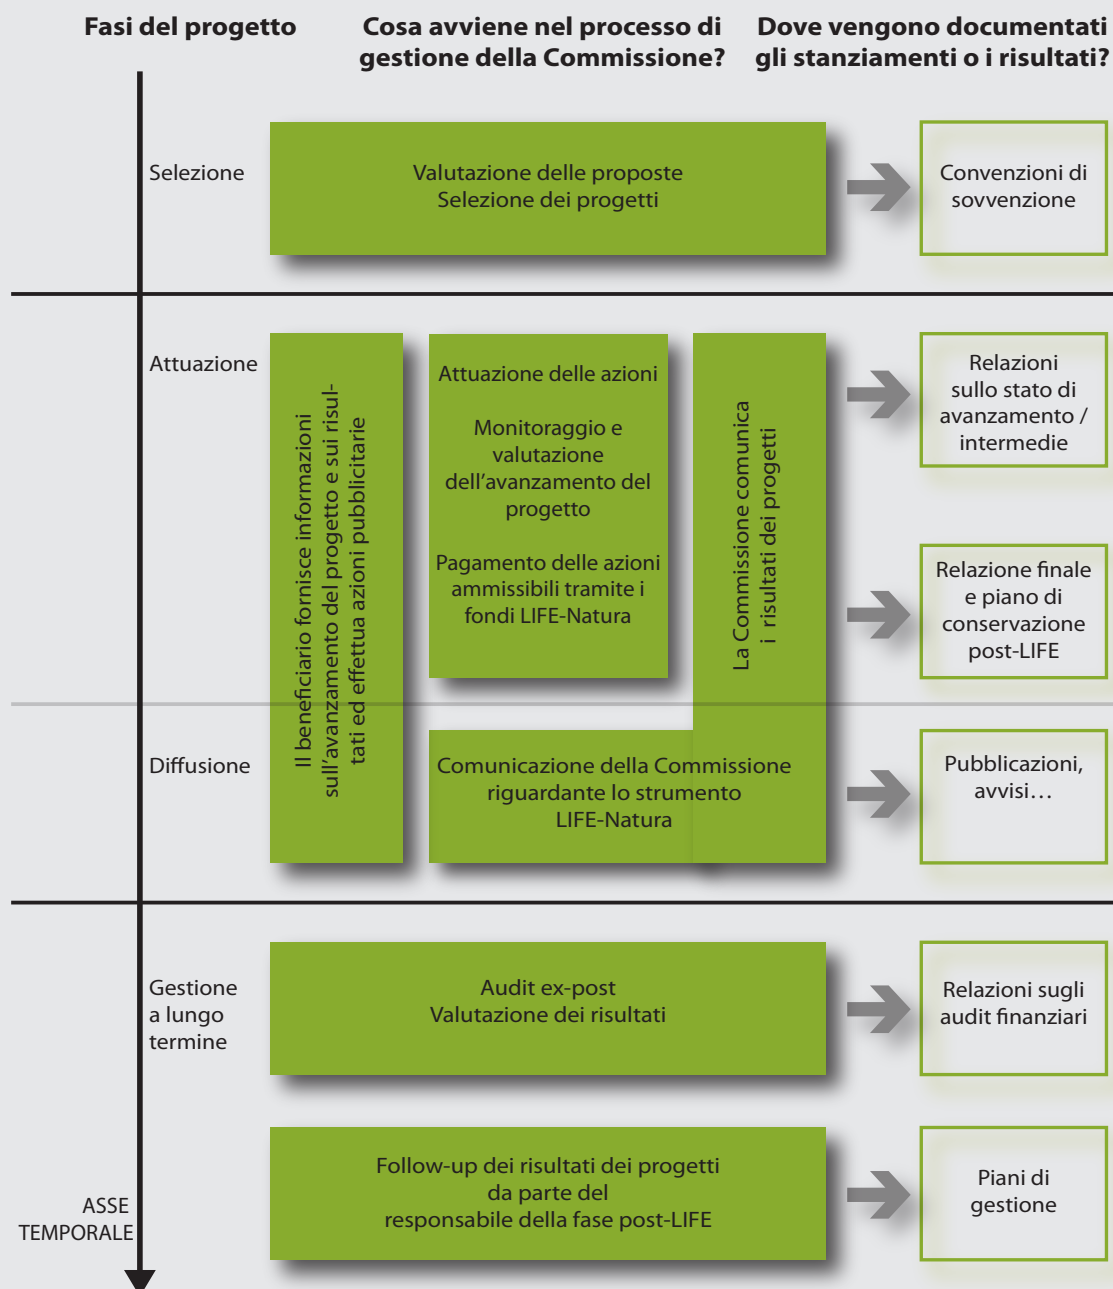 Fasi del progetto
Cosa avviene nel processo di
gestione della Commissione?
Dove vengono documentati
gli stanziamenti o i risultati?
Selezione
Valutazione delle proposte
Selezione dei progetti
Convenzioni di
sovvenzione
Attuazione
Il beneficiario fornisce informazioni
sull'avanzamento del progetto e sui risul-
tati ed effettua azioni pubblicitarie
Attuazione delle azioni
Monitoraggio e
valutazione
dell'avanzamento del
progetto
Pagamento delle azioni
ammissibili tramite i
fondi LIFE-Natura
La Commissione comunica
i risultati dei progetti
Relazioni
sullo stato di
avanzamento /
intermedie
Relazione finale
e piano di
conservazione
post-LIFE
Diffusione
Comunicazione della Commissione
riguardante lo strumento
LIFE-Natura
Pubblicazioni,
avvisi…
Gestione
a lungo
termine
Audit ex-post
Valutazione dei risultati
Relazioni sugli
audit finanziari
Follow-up dei risultati dei progetti
da parte del
responsabile della fase post-LIFE
Piani di
gestione
ASSE
TEMPORALE